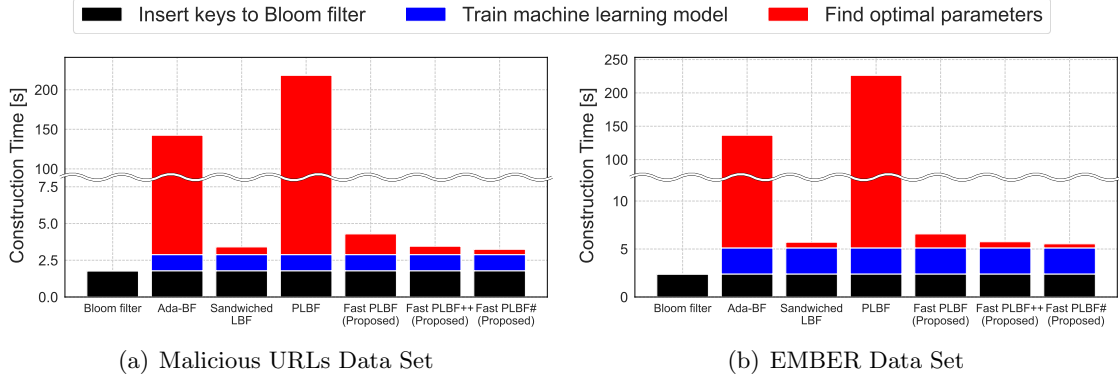 Insert keys to Bloom filter Train machine learning model Find optimal parameters
Construction Time [s]
200
150
100
7.5
5.0
2.5
0.0
Bloom filter Ada-BF Sandwiched LBF PLBF Fast PLBF (Proposed) Fast PLBF++ (Proposed) Fast PLBF# (Proposed)
(a) Malicious URLs Data Set
Construction Time [s]
250
200
150
100
10
5
0
Bloom filter Ada-BF Sandwiched LBF PLBF Fast PLBF (Proposed) Fast PLBF++ (Proposed) Fast PLBF# (Proposed)
(b) EMBER Data Set